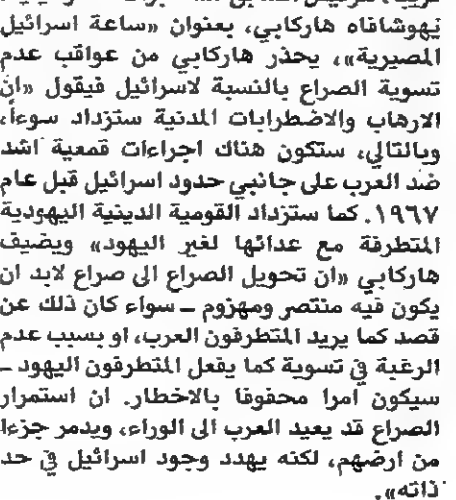 يهوشافاه هاركابي، بعنوان «ساعة اسرائيل
المصيرية»، يحذر هاركابي من عواقب عدم
تسوية الصراع بالنسبة لاسرائيل فيقول «ان
الارهاب والاضطرابات المدنية ستزداد سوءاً،
وبالتالي، ستكون هناك اجراءات قمعية اشد
ضد العرب على جانبي حدود اسرائيل قبل عام
١٩٦٧. كما ستزداد القومية الدينية اليهودية
المتطرفة مع عدائها لغير اليهود» ويضيف
هاركابي «ان تحويل الصراع الى صراع لابد ان
يكون فيه منتصر ومهزوم ــ سواء كان ذلك عن
قصد كما يريد المتطرفون العرب، او بسبب عدم
الرغبة في تسوية كما يفعل المتطرفون اليهود ــ
سيكون امرا محفوفا بالاخطار. ان استمرار
الصراع قد يعيد العرب الى الوراء، ويدمر جزءا
من ارضهم، لكنه يهدد وجود اسرائيل في حد
ذاته».